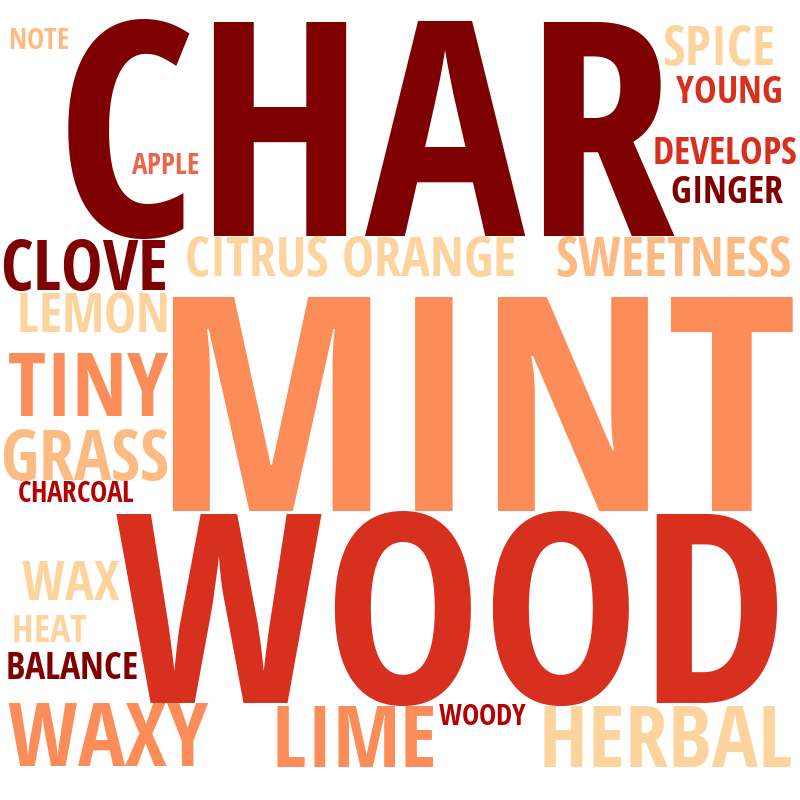 NOTE
CHAR
SPICE
YOUNG
APPLE
DEVELOPS
GINGER
CLOVE
CITRUS
ORANGE
SWEETNESS
LEMON
MINT
TINY
GRASS
CHARCOAL
WOOD
WAX
HEAT
BALANCE
WAXY
LIME
WOODY
HERBAL